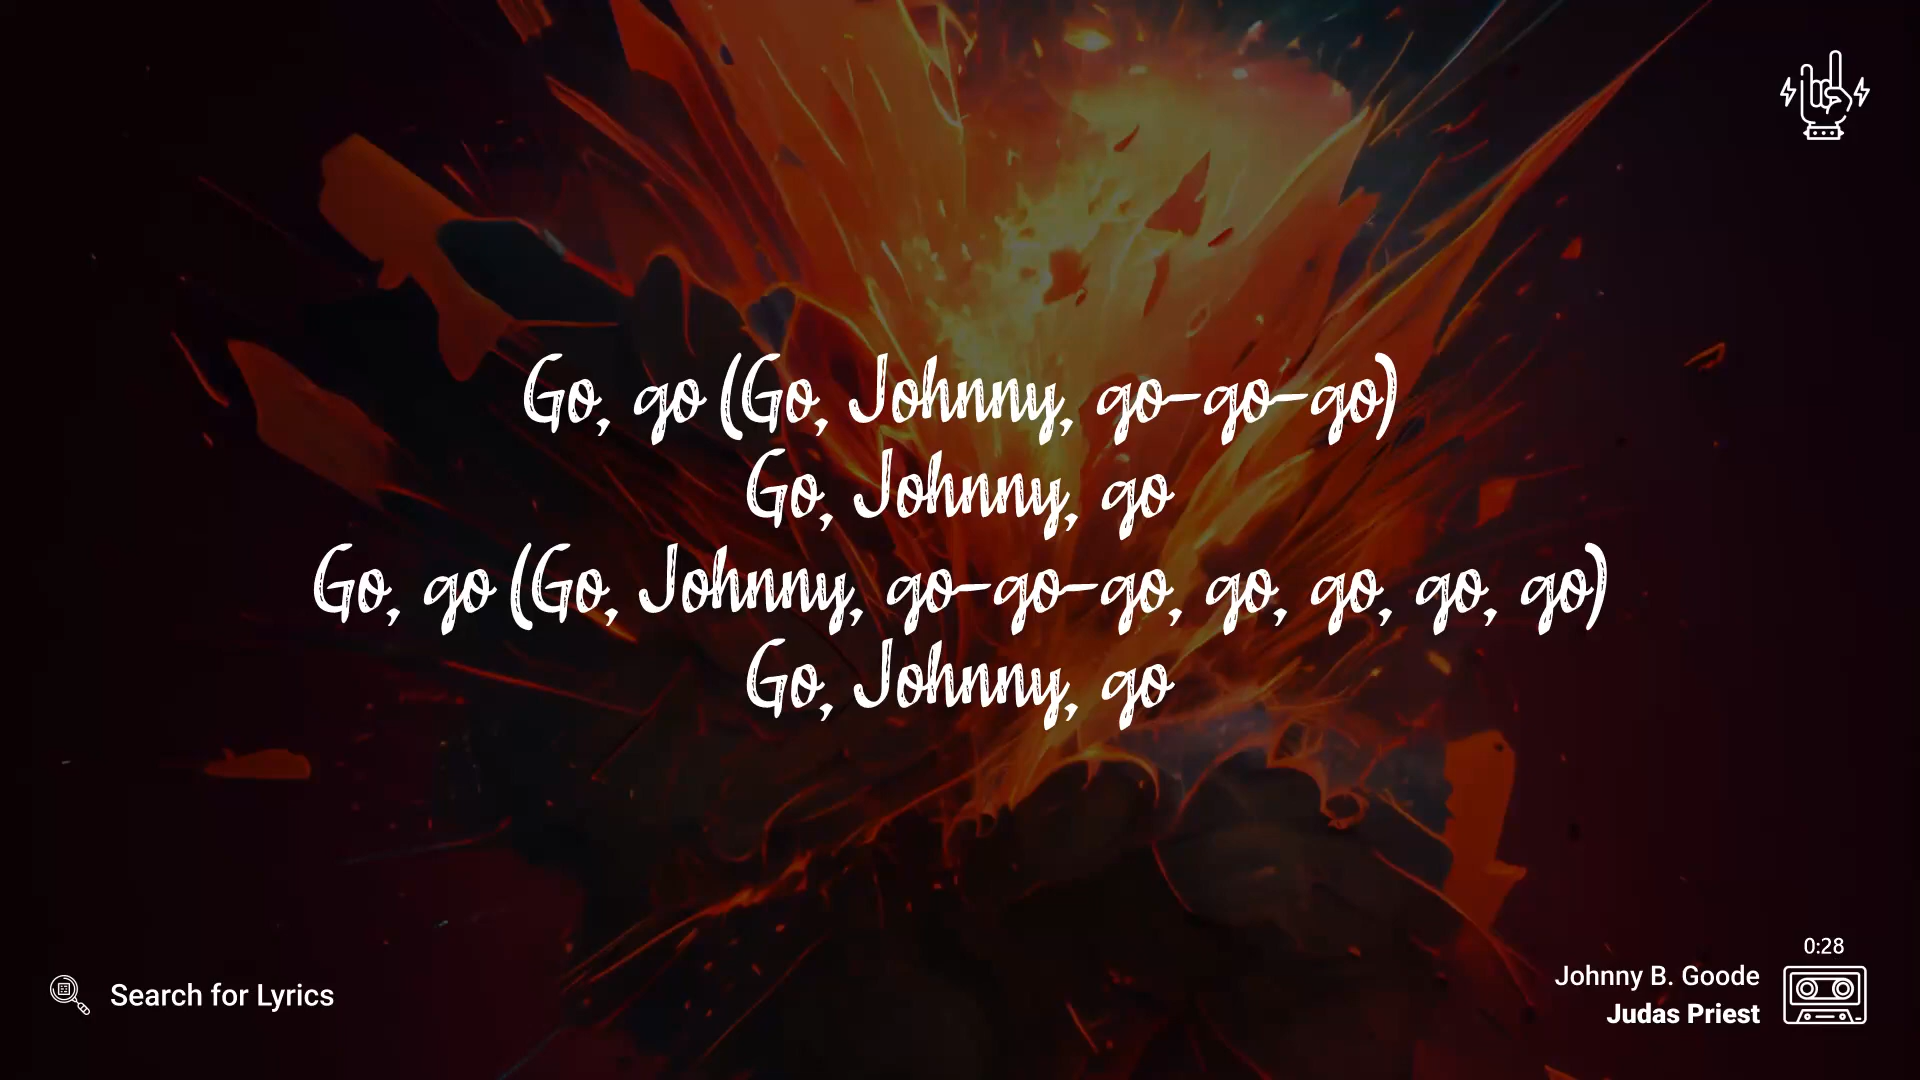 Go, go (Go, Johnny, go-go-go)
Go, Johnny, go
Go, go (Go, Johnny, go-go-go, go, go, go, go)
Go, Johnny, go
Search for Lyrics
0:28
Johnny B. Goode
Judas Priest